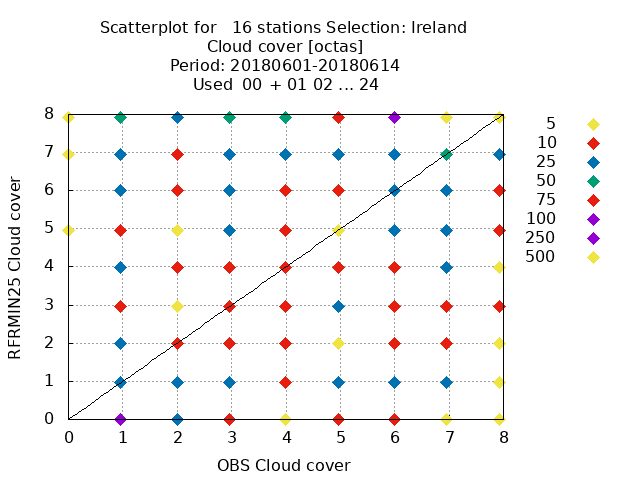 Scatterplot for   16 stations Selection: Ireland
Cloud cover [octas]
Period: 20180601-20180614
Used  00 + 01 02 ... 24
8
7
6
5
4
3
2
1
0
0 1 2 3 4 5 6 7 8
RFRMIN25 Cloud cover
OBS Cloud cover
5
10
25
50
75
100
250
500